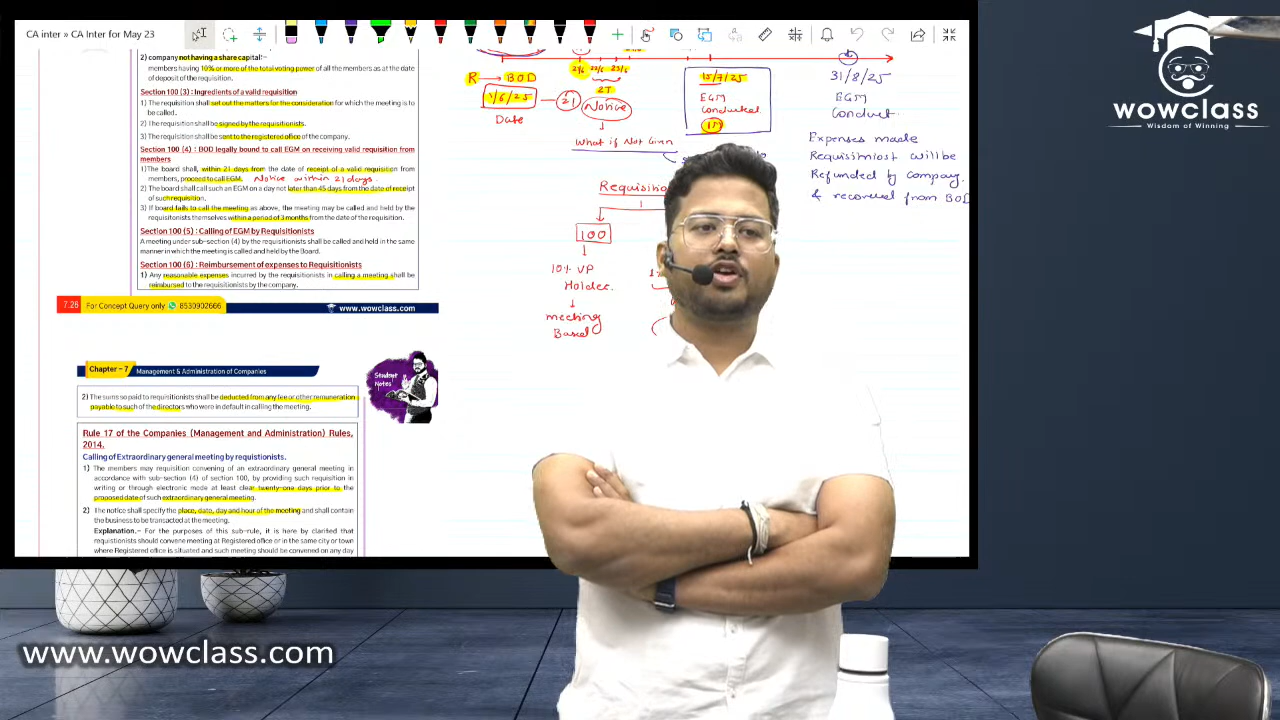 CA inter » CA Inter for May 23
2) company not having a share capital:-
members having 10% or more of the total voting power of all the members as at the date
of deposit of the requisition.
Section 100 (3) : Ingredients of a valid requisition
1) The requisition shall set out the matters for the consideration for which the meeting is to
be called.
2) The requisition shall be signed by the requisitionists.
3) The requisition shall be sent to the registered office of the company.
Section 100 (4) : BOD legally bound to call EGM on receiving valid requisition from
members
1)The board shall, within 21 days from the date of receipt of a valid requisition from
members, proceed to call EGM. Notice within 21 days
2) The board shall call such an EGM on a day not later than 45 days from the date of receipt
of such requisition.
3) If board fails to call the meeting as above, the meeting may be called and held by the
requisitionists themselves within a period of 3 months from the date of the requisition.
Section 100 (5) : Calling of EGM by Requisitionists
A meeting under sub-section (4) by the requisitionists shall be called and held in the same
manner in which the meeting is called and held by the Board.
Section 100 (6) : Reimbursement of expenses to Requisitionists
1) Any reasonable expenses incurred by the requisitionists in calling a meeting shall be
reimbursed to the requisitionists by the company.
7.26 For Concept Query only 8530902666 www.wowclass.com
Chapter - 7 Management & Administration of Companies
Student
Notes
2) The sums so paid to requisitionists shall be deducted from any fee or other remuneration
payable to such of the directors who were in default in calling the meeting.
Rule 17 of the Companies (Management and Administration) Rules,
2014.
Calling of Extraordinary general meeting by requistionists.
1) The members may requisition convening of an extraordinary general meeting in
accordance with sub-section (4) of section 100, by providing such requisition in
writing or through electronic mode at least clear twenty-one days prior to the
proposed date of such extraordinary general meeting.
2) The notice shall specify the place, date, day and hour of the meeting and shall contain
the business to be transacted at the meeting.
Explanation.- For the purposes of this sub-rule, it is here by clarified that
requistionists should convene meeting at Registered office or in the same city or town
where Registered office is situated and such meeting should be convened on any day
R → BOD
1/6/25
Date
21 Notice
21/6 22/6 23/6
What if Not Given
15/7/25
EGM
Conducted
31/8/25
EGM
Conduct
Expenses made
Requisitionist will be
Refunded by company.
& recovered from BOD
100
10% VP
Holder.
meeting
Based
wowclass
Wisdom of Winning
www.wowclass.com